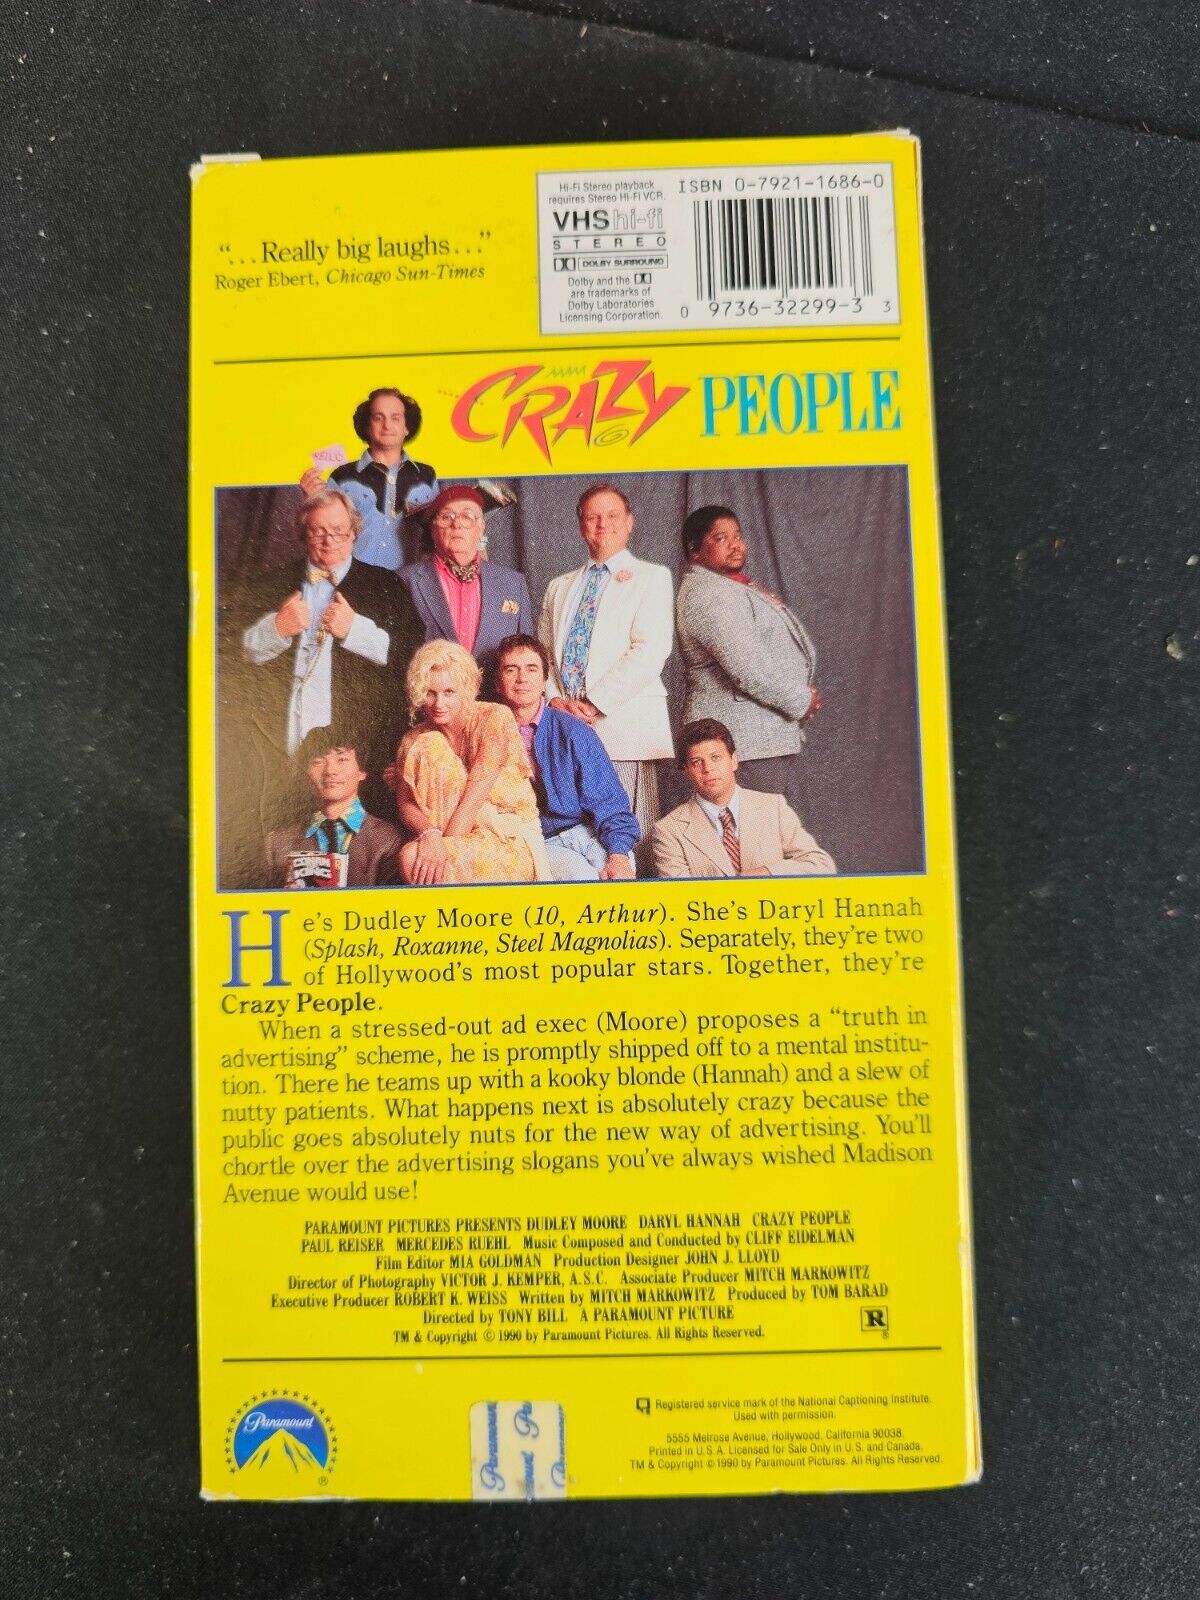 "...Really big laughs..."
Roger Ebert, Chicago Sun-Times
Hi-Fi Stereo playback
requires Stereo Hi-Fi VCR.
VHS hi-fi
STEREO
DOLBY SURROUND
Dolby and the
are trademarks of
Dolby Laboratories
Licensing Corporation.
ISBN 0-7921-1686-0
0 9736-32299-3 3
CRAZY PEOPLE
He's Dudley Moore (10, Arthur). She's Daryl Hannah
(Splash, Roxanne, Steel Magnolias). Separately, they're two
of Hollywood's most popular stars. Together, they're
Crazy People.
When a stressed-out ad exec (Moore) proposes a "truth in
advertising" scheme, he is promptly shipped off to a mental institu-
tion. There he teams up with a kooky blonde (Hannah) and a slew of
nutty patients. What happens next is absolutely crazy because the
public goes absolutely nuts for the new way of advertising. You'll
chortle over the advertising slogans you've always wished Madison
Avenue would use!
PARAMOUNT PICTURES PRESENTS DUDLEY MOORE DARYL HANNAH CRAZY PEOPLE
PAUL REISER MERCEDES RUEHL Music Composed and Conducted by CLIFF EIDELMAN
Film Editor MIA GOLDMAN Production Designer JOHN J. LLOYD
Director of Photography VICTOR J. KEMPER, A.S.C. Associate Producer MITCH MARKOWITZ
Executive Producer ROBERT K. WEISS Written by MITCH MARKOWITZ Produced by TOM BARAD
Directed by TONY BILL A PARAMOUNT PICTURE
TM & Copyright © 1990 by Paramount Pictures. All Rights Reserved.
R
®
Paramount
®
Paramount
Registered service mark of the National Captioning Institute.
Used with permission.
5555 Melrose Avenue, Hollywood, California 90038.
Printed in U.S.A. Licensed for Sale Only in U.S. and Canada.
TM & Copyright © 1990 by Paramount Pictures. All Rights Reserved.